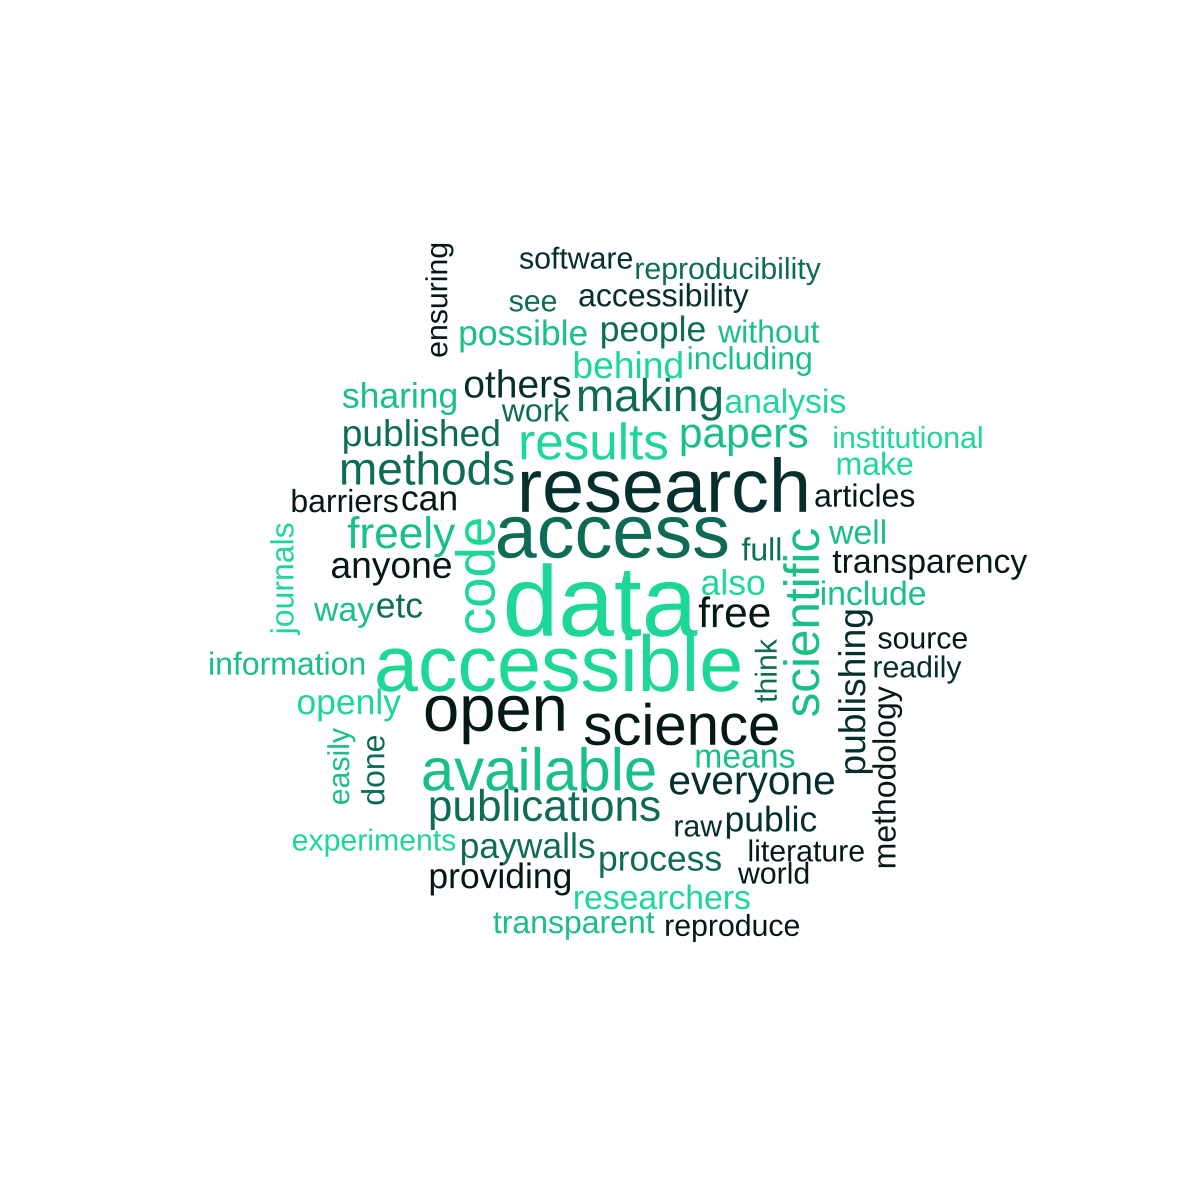 ensuring
software
reproducibility
see
accessibility
possible
people
without
behind
including
others
sharing
work
making
analysis
published
results
papers
institutional
methods
research
make
barriers
can
articles
freely
code
access
full
scientific
well
journals
anyone
transparency
data
also
include
way
etc
free
think
publishing
source
information
accessible
readily
openly
open
science
methodology
easily
done
available
means
everyone
publications
raw
public
experiments
paywalls
process
literature
providing
world
researchers
transparent
reproduce